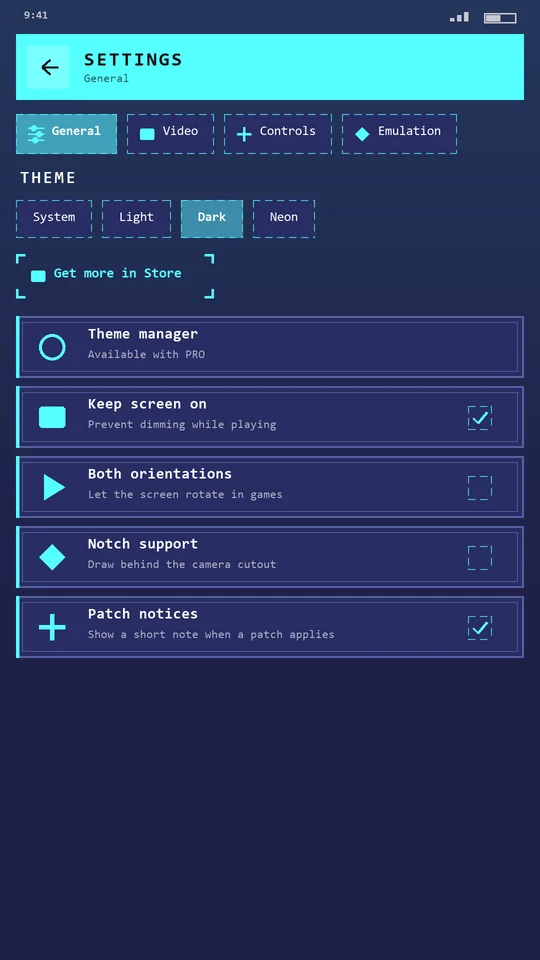 9:41
SETTINGS
General
General
Video
Controls
Emulation
THEME
System
Light
Dark
Neon
Get more in Store
Theme manager
Available with PRO
Keep screen on
Prevent dimming while playing
Both orientations
Let the screen rotate in games
Notch support
Draw behind the camera cutout
Patch notices
Show a short note when a patch applies